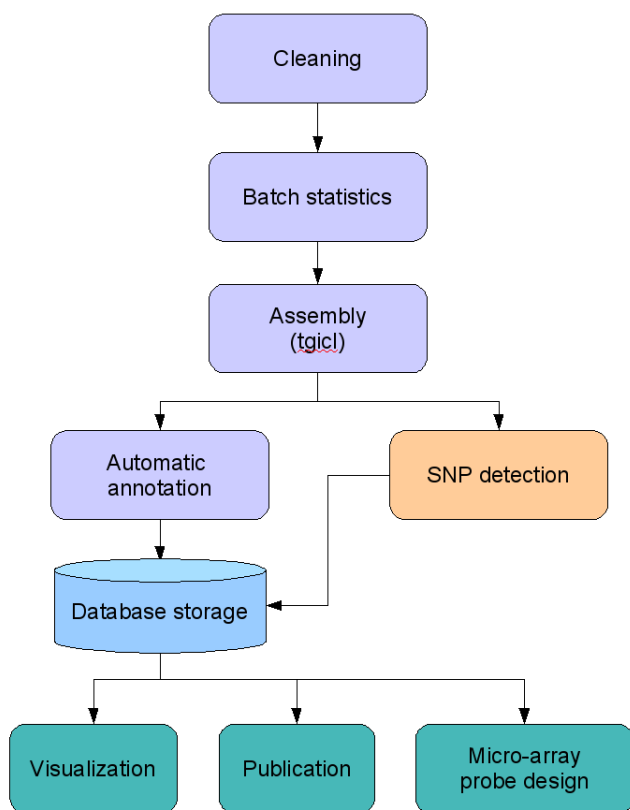 Cleaning
Batch statistics
Assembly
(tgicl)
Automatic
annotation
SNP detection
Database storage
Visualization
Publication
Micro-array
probe design